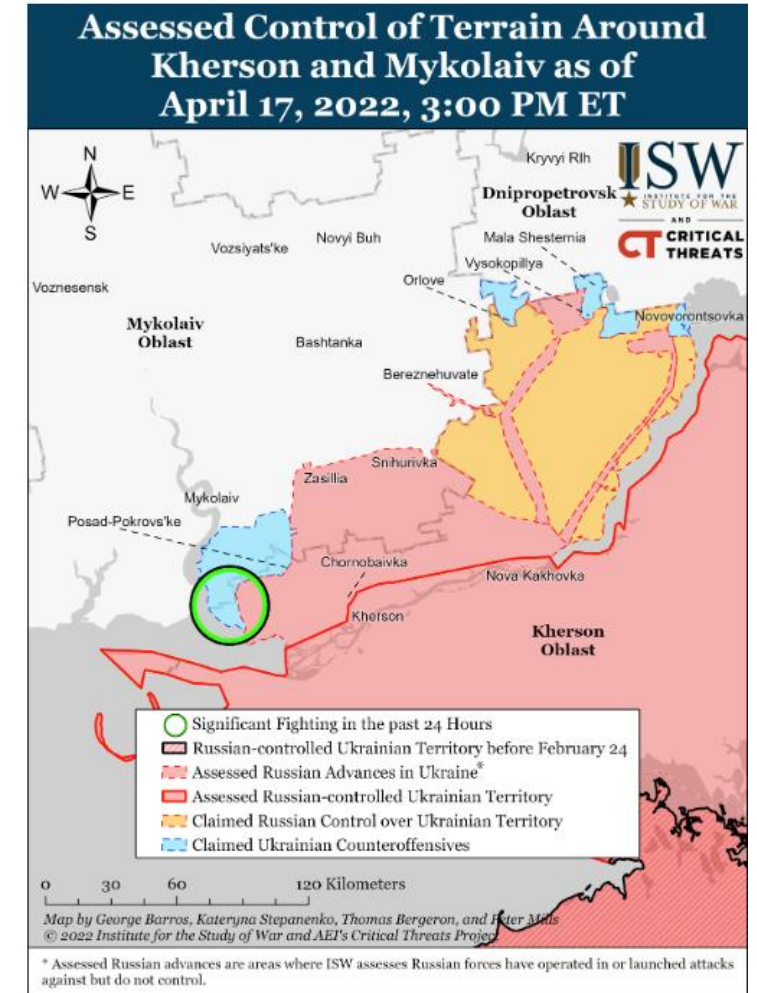 Assessed Control of Terrain Around
Kherson and Mykolaiv as of
April 17, 2022, 3:00 PM ET
N
W
E
S
Kryvyi RIh
ISW
INSTITUTE FOR THE
STUDY OF WAR
AND
CT CRITICAL
THREATS
Dnipropetrovsk
Oblast
Mala Shesternia
Novyi Buh
Vozsiyats'ke
Vysokopillya
Orlove
Voznesensk
Novovorontsovka
Mykolaiv
Oblast
Bashtanka
Bereznehuvate
Snihurivka
Zasillia
Mykolaiv
Posad-Pokrovs'ke
Chornobaivka
Nova Kakhovka
Kherson
Kherson
Oblast
Significant Fighting in the past 24 Hours
Russian-controlled Ukrainian Territory before February 24
Assessed Russian Advances in Ukraine*
Assessed Russian-controlled Ukrainian Territory
Claimed Russian Control over Ukrainian Territory
Claimed Ukrainian Counteroffensives
0 30 60 120 Kilometers
Map by George Barros, Kateryna Stepanenko, Thomas Bergeron, and Peter Mills
© 2022 Institute for the Study of War and AEI's Critical Threats Project
* Assessed Russian advances are areas where ISW assesses Russian forces have operated in or launched attacks
against but do not control.